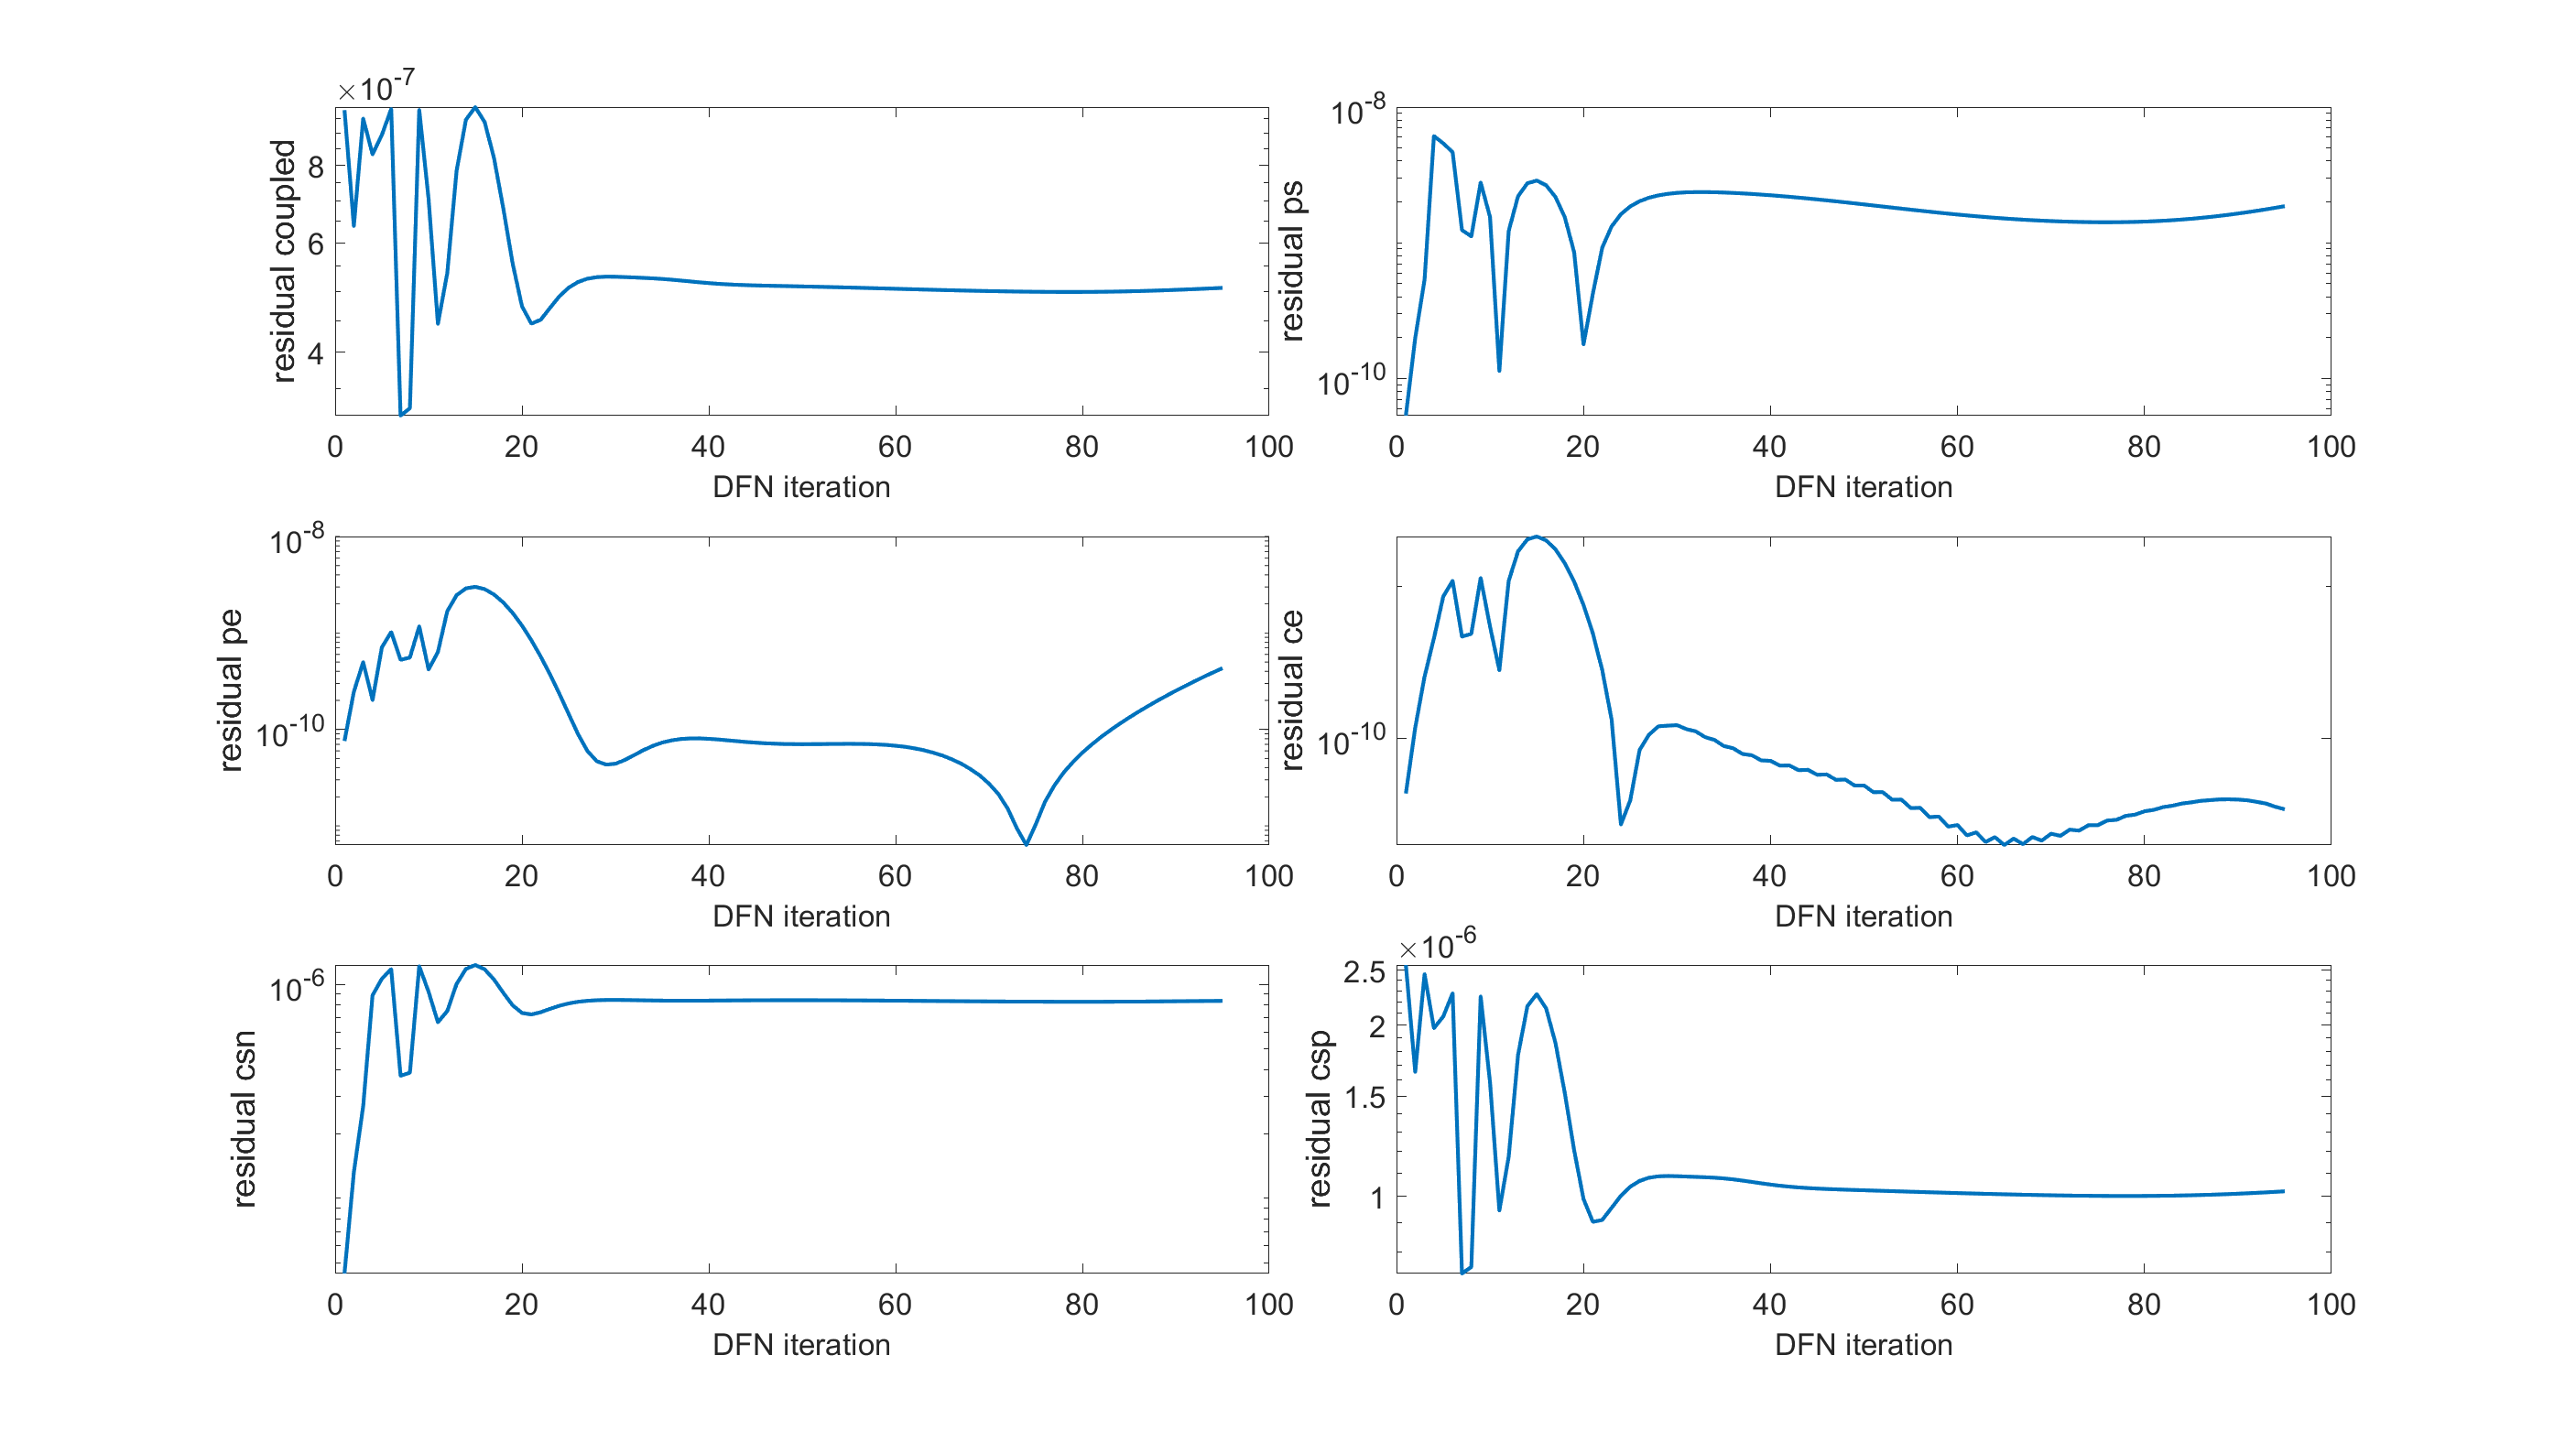 ×10-7
8
6
4
residual coupled
0 20 40 60 80 100
DFN iteration
10-8
10-10
residual ps
0 20 40 60 80 100
DFN iteration
10-8
10-10
residual pe
0 20 40 60 80 100
DFN iteration
10-10
residual ce
0 20 40 60 80 100
DFN iteration
10-6
residual csn
0 20 40 60 80 100
DFN iteration
×10-6
2.5
2
1.5
1
residual csp
0 20 40 60 80 100
DFN iteration